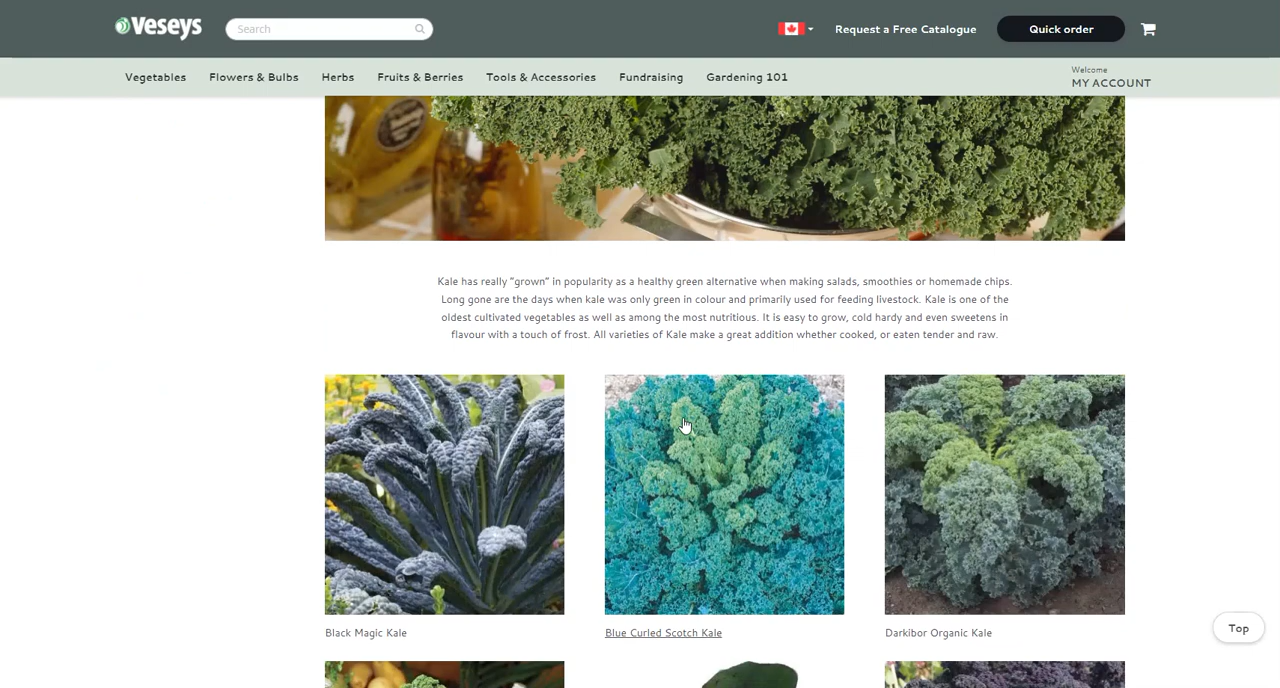 Veseys
Search
Request a Free Catalogue
Quick order
Vegetables
Flowers & Bulbs
Herbs
Fruits & Berries
Tools & Accessories
Fundraising
Gardening 101
Welcome
MY ACCOUNT
Kale has really "grown" in popularity as a healthy green alternative when making salads, smoothies or homemade chips.
Long gone are the days when kale was only green in colour and primarily used for feeding livestock. Kale is one of the
oldest cultivated vegetables as well as among the most nutritious. It is easy to grow, cold hardy and even sweetens in
flavour with a touch of frost. All varieties of Kale make a great addition whether cooked, or eaten tender and raw.
Black Magic Kale
Blue Curled Scotch Kale
Darkibor Organic Kale
Top